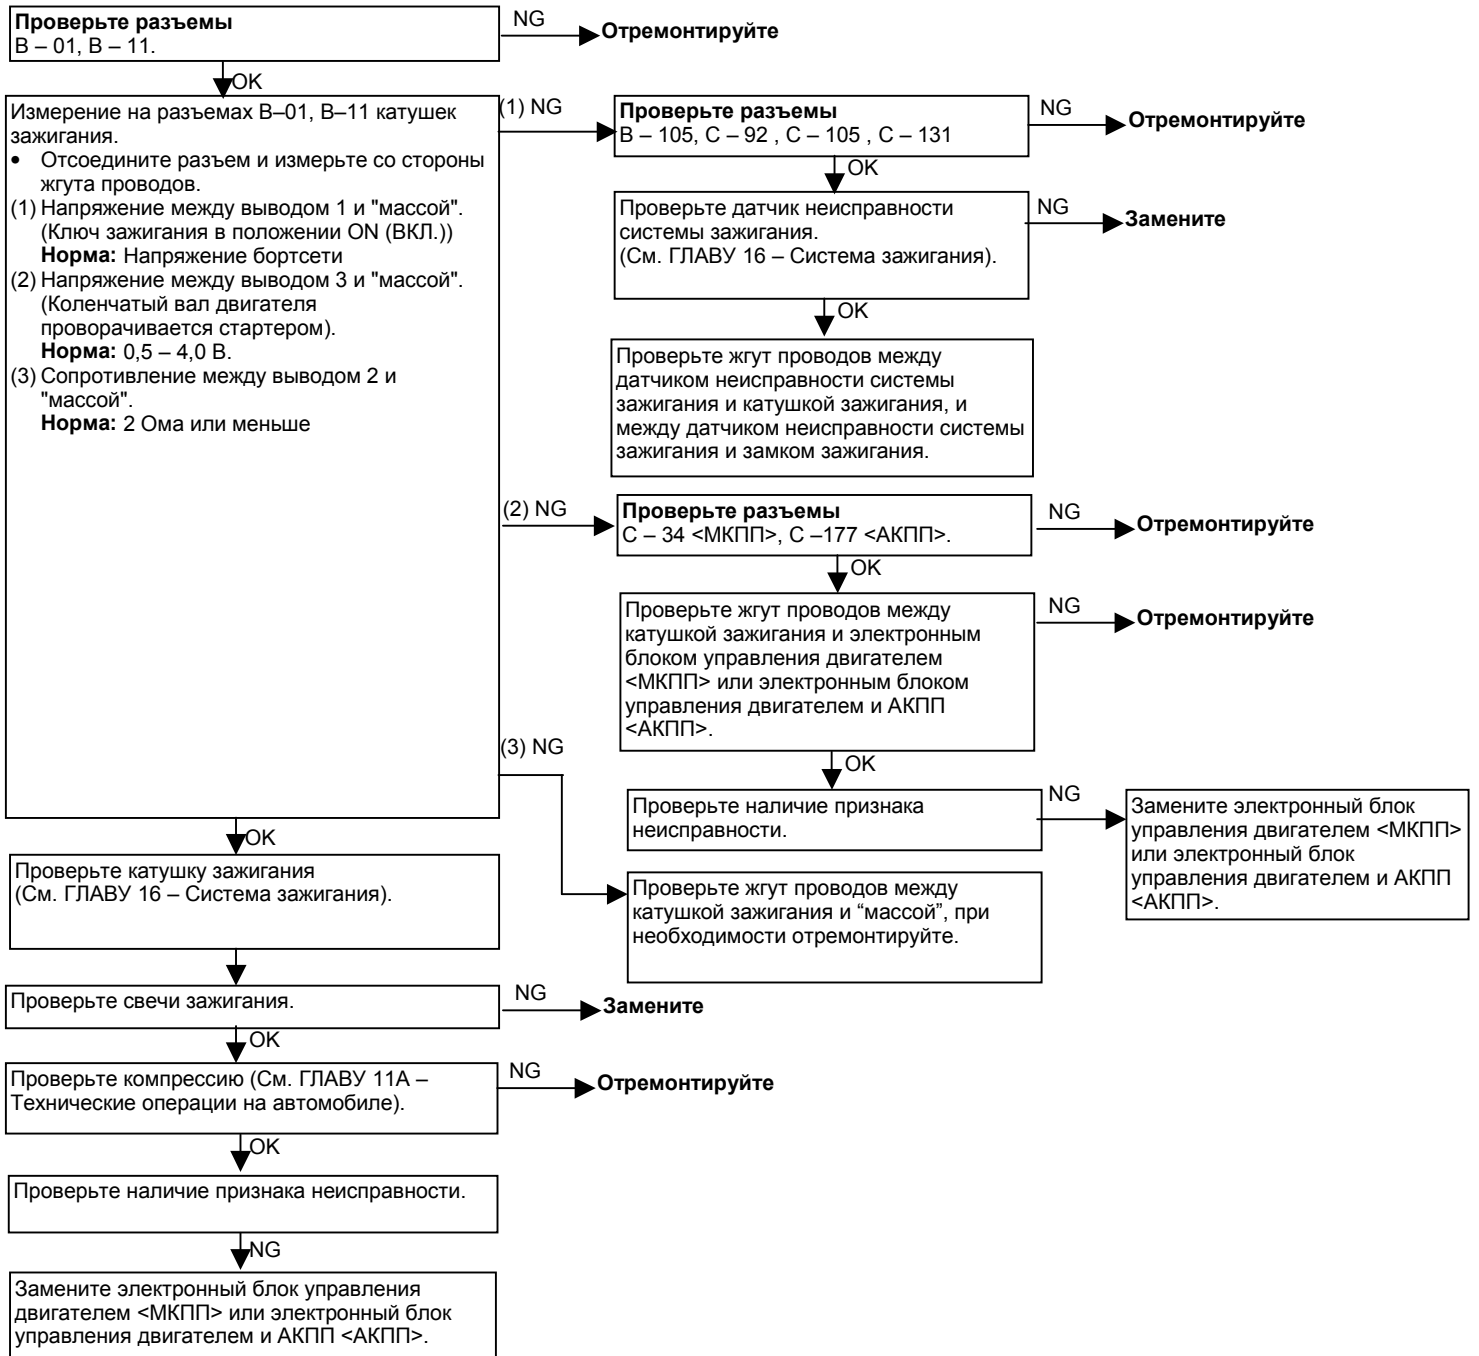 Проверьте разъемы
B – 01, B – 11.
NG
Отремонтируйте
OK
Измерение на разъемах B–01, B–11 катушек
зажигания.
• Отсоедините разъем и измерьте со стороны
жгута проводов.
(1) Напряжение между выводом 1 и "массой".
(Ключ зажигания в положении ON (ВКЛ.))
Норма: Напряжение бортсети
(2) Напряжение между выводом 3 и "массой".
(Коленчатый вал двигателя
проворачивается стартером).
Норма: 0,5 – 4,0 В.
(3) Сопротивление между выводом 2 и
"массой".
Норма: 2 Ома или меньше
(1) NG
Проверьте разъемы
B – 105, C – 92 , C – 105 , C – 131
NG
Отремонтируйте
OK
Проверьте датчик неисправности
системы зажигания.
(См. ГЛАВУ 16 – Система зажигания).
NG
Замените
OK
Проверьте жгут проводов между
датчиком неисправности системы
зажигания и катушкой зажигания, и
между датчиком неисправности системы
зажигания и замком зажигания.
(2) NG
Проверьте разъемы
C – 34 <МКПП>, C –177 <АКПП>.
NG
Отремонтируйте
OK
Проверьте жгут проводов между
катушкой зажигания и электронным
блоком управления двигателем
<МКПП> или электронным блоком
управления двигателем и АКПП
<АКПП>.
NG
Отремонтируйте
OK
Проверьте наличие признака
неисправности.
NG
Замените электронный блок
управления двигателем <МКПП>
или электронный блок
управления двигателем и АКПП
<АКПП>.
(3) NG
Проверьте жгут проводов между
катушкой зажигания и “массой”, при
необходимости отремонтируйте.
OK
Проверьте катушку зажигания
(См. ГЛАВУ 16 – Система зажигания).
Проверьте свечи зажигания.
NG
Замените
OK
Проверьте компрессию (См. ГЛАВУ 11А –
Технические операции на автомобиле).
NG
Отремонтируйте
OK
Проверьте наличие признака неисправности.
NG
Замените электронный блок управления
двигателем <МКПП> или электронный блок
управления двигателем и АКПП <АКПП>.